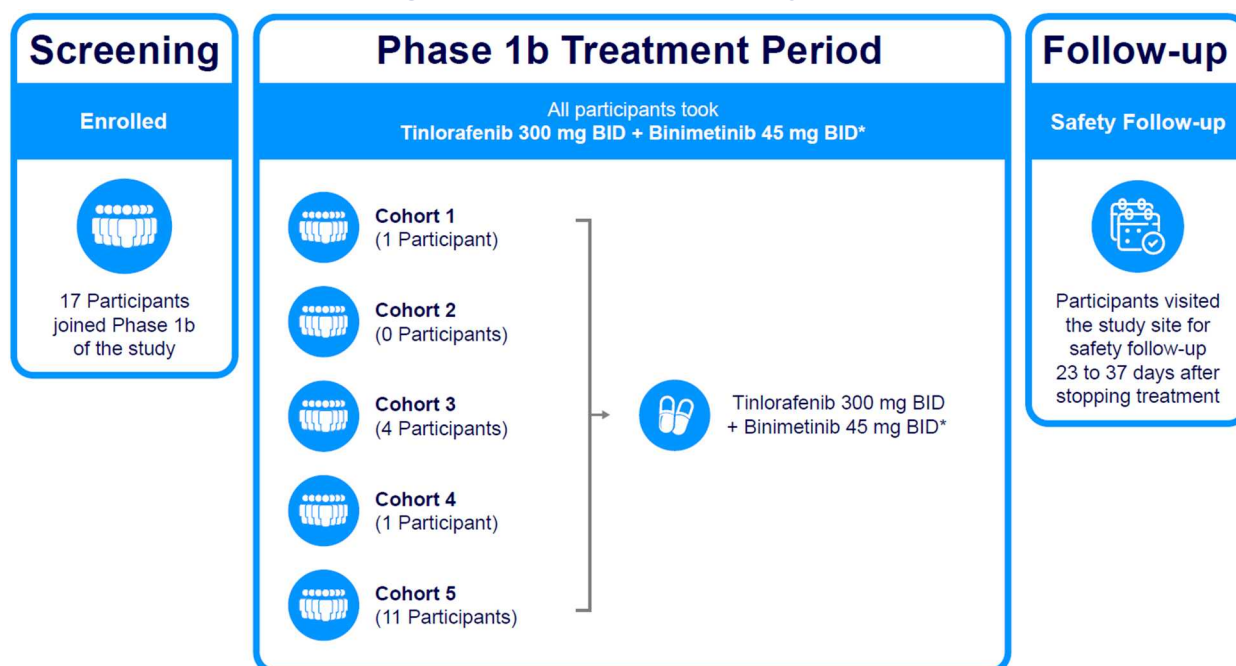 Screening
Enrolled
17 Participants
joined Phase 1b
of the study
Phase 1b Treatment Period
All participants took
Tinlorafenib 300 mg BID + Binimetinib 45 mg BID*
Cohort 1
(1 Participant)
Cohort 2
(0 Participants)
Cohort 3
(4 Participants)
Cohort 4
(1 Participant)
Cohort 5
(11 Participants)
Tinlorafenib 300 mg BID
+ Binimetinib 45 mg BID*
Follow-up
Safety Follow-up
Participants visited
the study site for
safety follow-up
23 to 37 days after
stopping treatment